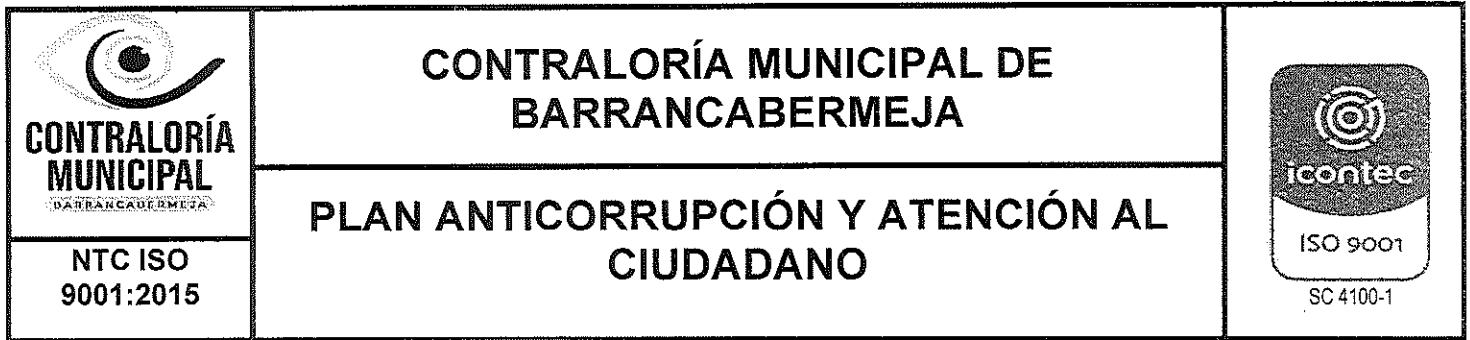 CONTRALORÍA
MUNICIPAL
BARRANCABERMEJA
NTC ISO
9001:2015
CONTRALORÍA MUNICIPAL DE
BARRANCABERMEJA
PLAN ANTICORRUPCIÓN Y ATENCIÓN AL
CIUDADANO
icontec
ISO 9001
SC 4100-1